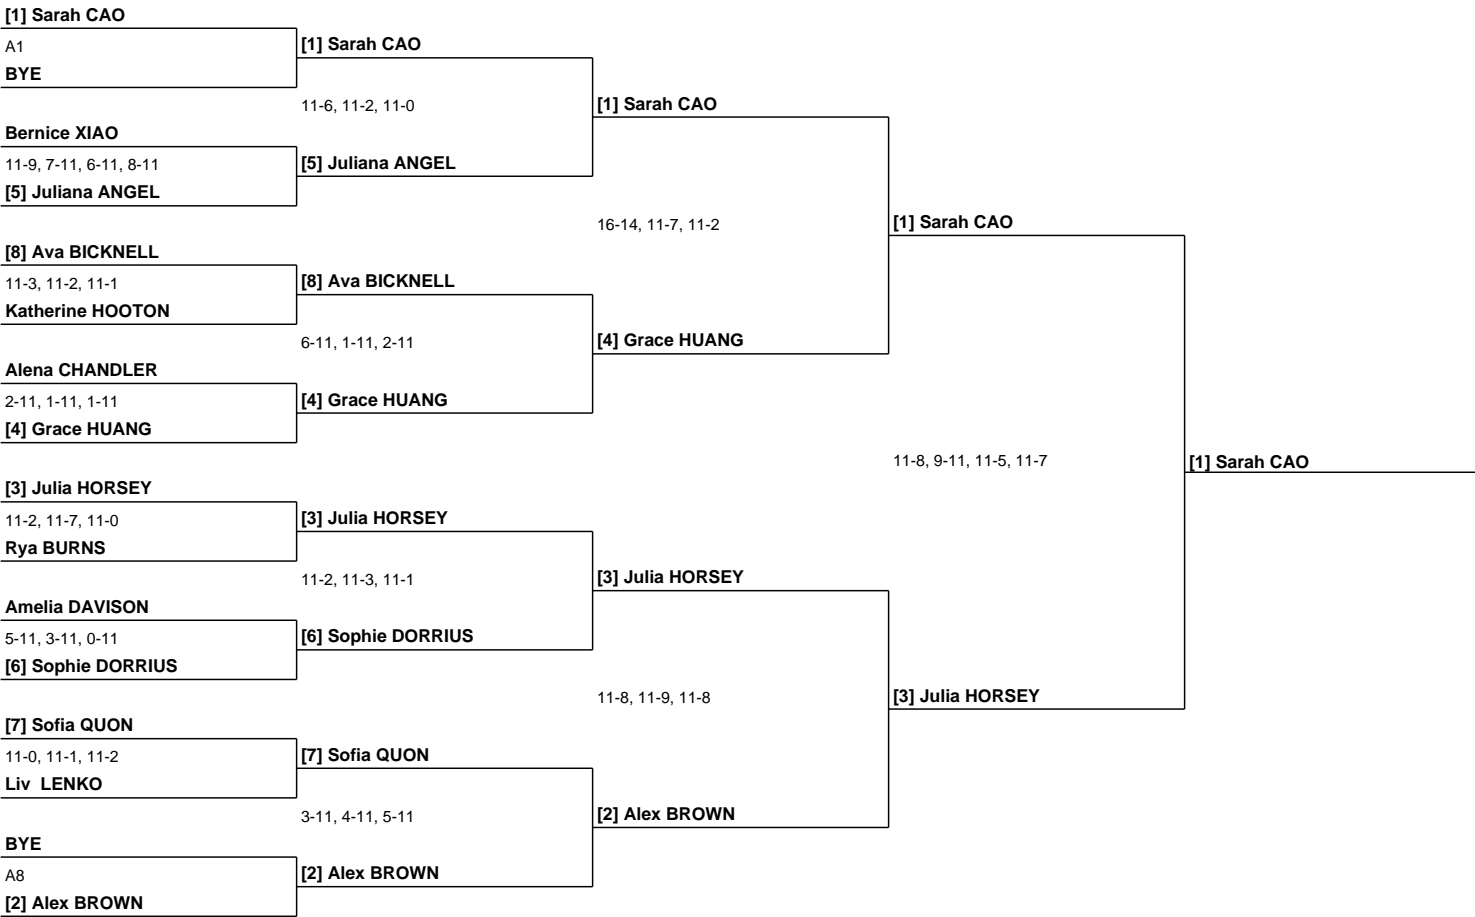 [1] Sarah CAO
A1
BYE
Bernice XIAO
11-9, 7-11, 6-11, 8-11
[5] Juliana ANGEL
[8] Ava BICKNELL
11-3, 11-2, 11-1
Katherine HOOTON
Alena CHANDLER
2-11, 1-11, 1-11
[4] Grace HUANG
[3] Julia HORSEY
11-2, 11-7, 11-0
Rya BURNS
Amelia DAVISON
5-11, 3-11, 0-11
[6] Sophie DORRIUS
[7] Sofia QUON
11-0, 11-1, 11-2
Liv  LENKO
BYE
A8
[2] Alex BROWN
[1] Sarah CAO
11-6, 11-2, 11-0
[5] Juliana ANGEL
[8] Ava BICKNELL
6-11, 1-11, 2-11
[4] Grace HUANG
[3] Julia HORSEY
11-2, 11-3, 11-1
[6] Sophie DORRIUS
[7] Sofia QUON
3-11, 4-11, 5-11
[2] Alex BROWN
[1] Sarah CAO
16-14, 11-7, 11-2
[4] Grace HUANG
[3] Julia HORSEY
11-8, 11-9, 11-8
[2] Alex BROWN
[1] Sarah CAO
11-8, 9-11, 11-5, 11-7
[3] Julia HORSEY
[1] Sarah CAO